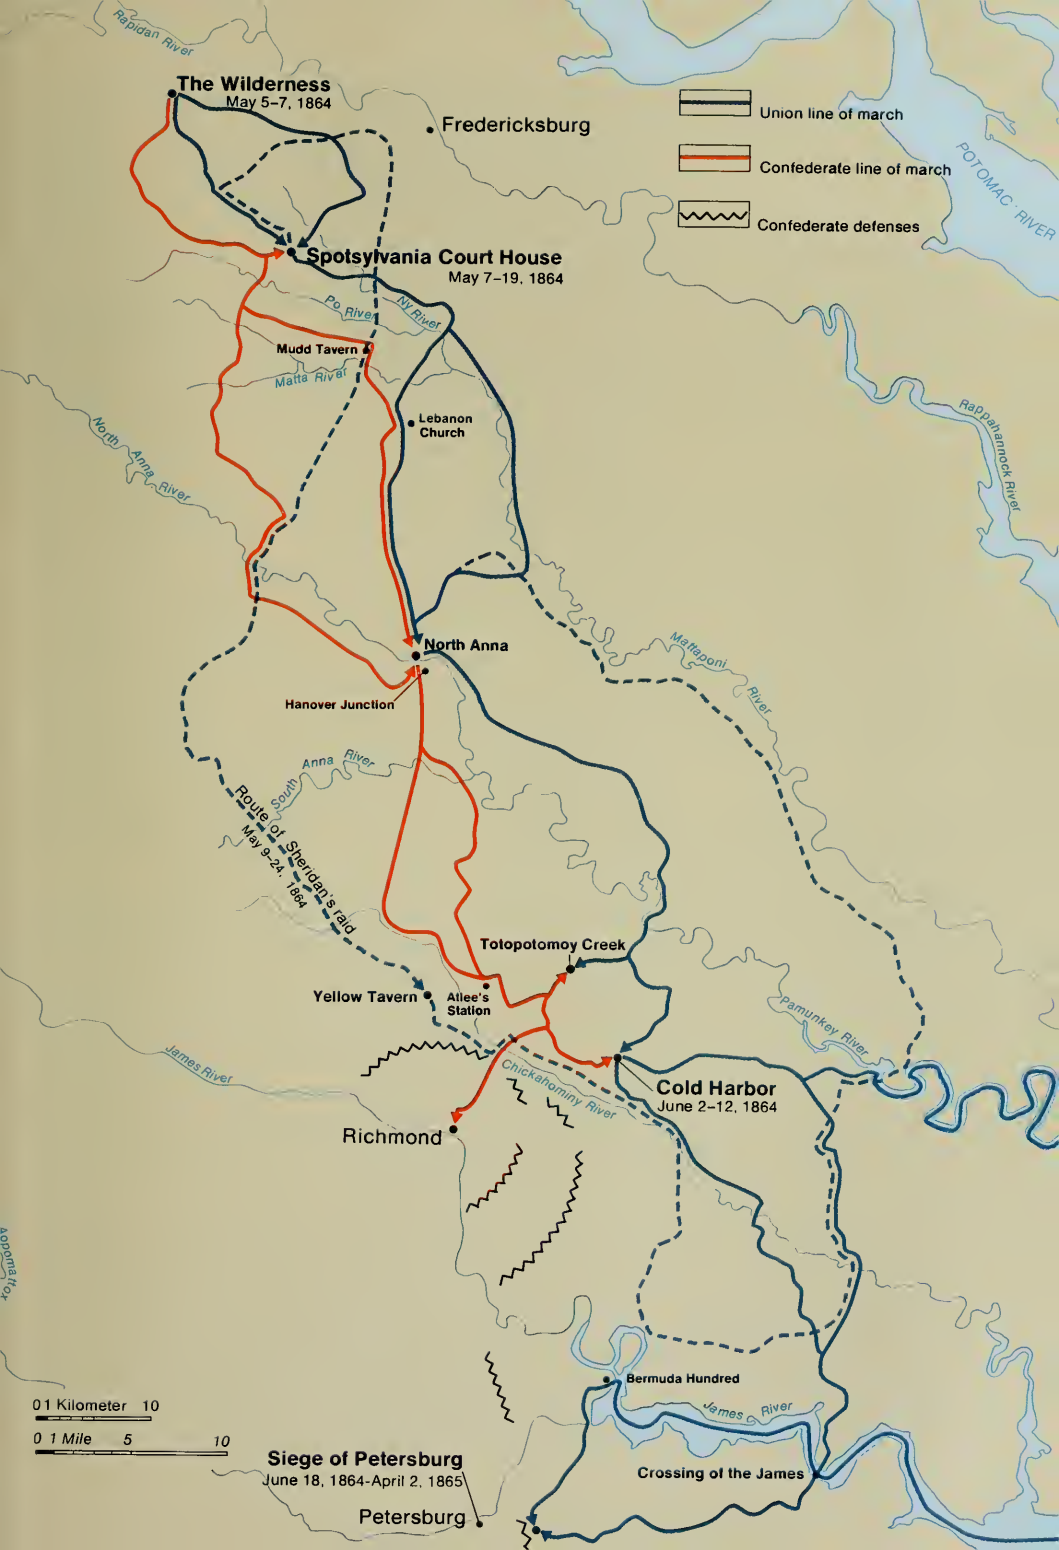 Rapidan River
The Wilderness
May 5–7, 1864
Fredericksburg
Union line of march
Confederate line of march
Confederate defenses
POTOMAC RIVER
Spotsylvania Court House
May 7–19, 1864
Po River
Ny River
Mudd Tavern
Matta River
Lebanon
Church
North Anna River
Rappahannock River
North Anna
Hanover Junction
Mattaponi River
South Anna River
Route of Sheridan's raid
May 9–24, 1864
Totopotomoy Creek
Yellow Tavern
Atlee's
Station
Pamunkey River
James River
Chickahominy River
Cold Harbor
June 2–12, 1864
Richmond
Appomattox
Bermuda Hundred
James River
0 1 Kilometer 10
0 1 Mile 5 10
Siege of Petersburg
June 18, 1864-April 2, 1865
Crossing of the James
Petersburg